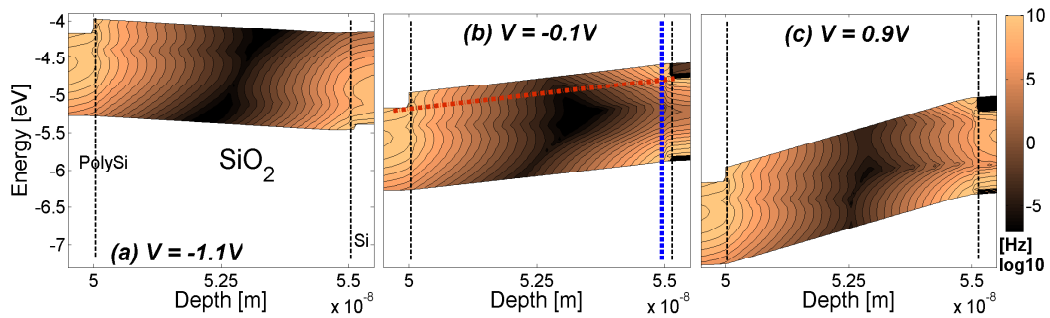 (a) V = -1.1V
(b) V = -0.1V
(c) V = 0.9V
Energy [eV]
-4
-4.5
-5
-5.5
-6
-6.5
-7
PolySi
SiO2
Si
5
5.25
5.5
Depth [m]
x 10-8
5
5.25
5.5
Depth [m]
x 10-8
5
5.25
5.5
Depth [m]
x 10-8
10
5
0
-5
[Hz]
log10